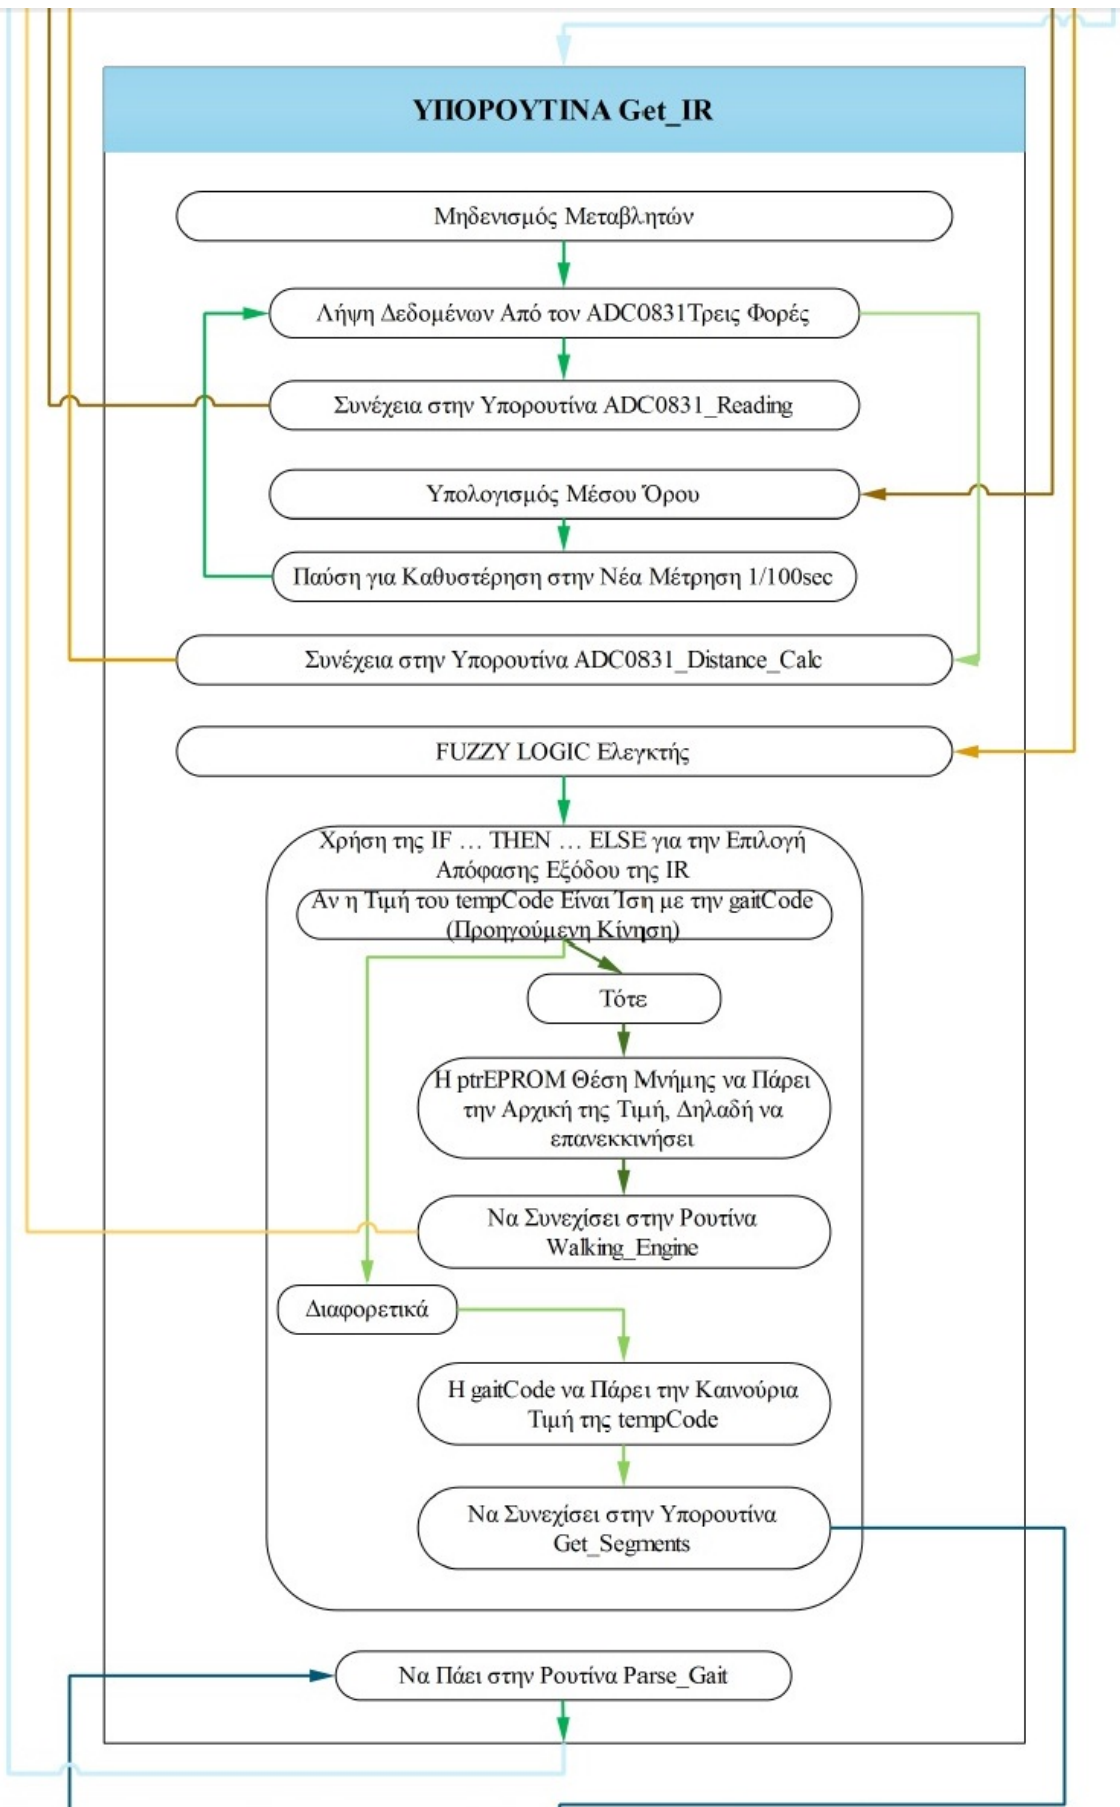 ΥΠΟΡΟΥΤΙΝΑ Get_IR
Μηδενισμός Μεταβλητών
Λήψη Δεδομένων Από τον ADC0831Τρεις Φορές
Συνέχεια στην Υπορουτίνα ADC0831_Reading
Υπολογισμός Μέσου Όρου
Παύση για Καθυστέρηση στην Νέα Μέτρηση 1/100sec
Συνέχεια στην Υπορουτίνα ADC0831_Distance_Calc
FUZZY LOGIC Ελεγκτής
Χρήση της IF … THEN … ELSE για την Επιλογή
Απόφασης Εξόδου της IR
Αν η Τιμή του tempCode Είναι Ίση με την gaitCode
(Προηγούμενη Κίνηση)
Τότε
Η ptrEPROM Θέση Μνήμης να Πάρει
την Αρχική της Τιμή, Δηλαδή να
επανεκκινήσει
Να Συνεχίσει στην Ρουτίνα
Walking_Engine
Διαφορετικά
Η gaitCode να Πάρει την Καινούρια
Τιμή της tempCode
Να Συνεχίσει στην Υπορουτίνα
Get_Segments
Να Πάει στην Ρουτίνα Parse_Gait